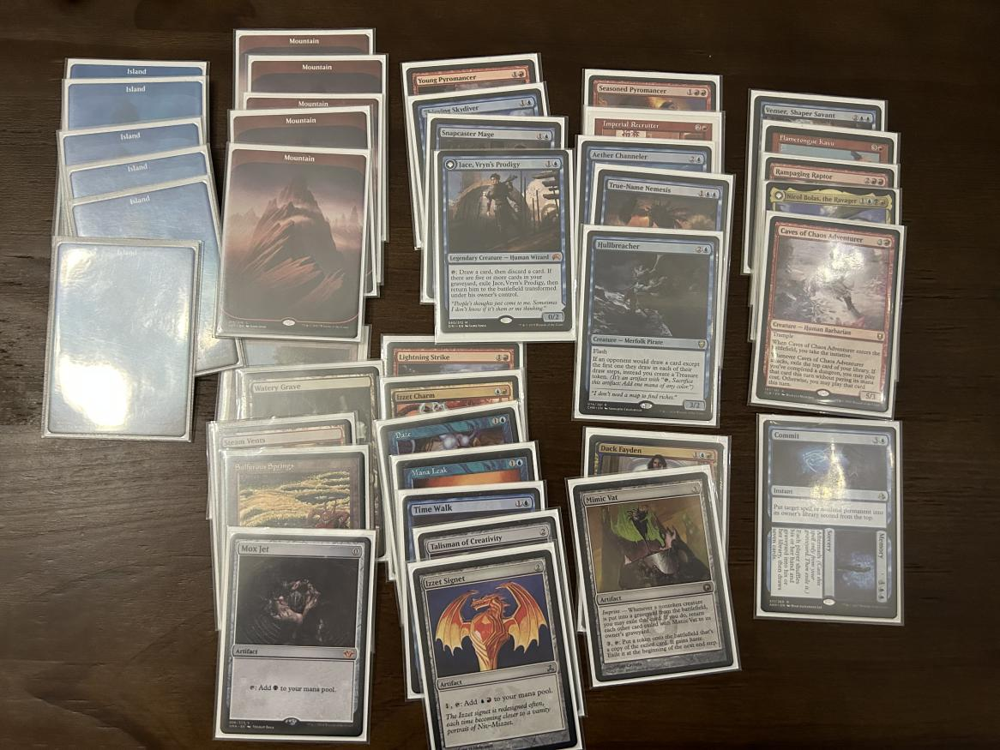 Island
Island
Island
Island
Island
Island
Mountain
Mountain
Mountain
Mountain
Mountain
Young Pyromancer
Skydiver
Snapcaster Mage
Jace, Vryn's Prodigy
Legendary Creature — Human Wizard
: Draw a card, then discard a card. If
there are five or more cards in your
graveyard, exile Jace, Vryn's Prodigy, then
return him to the battlefield transformed
under his owner's control.
"People's thoughts just come to me. Sometimes
I don't know if it's them or me thinking."
0/2
Seasoned Pyromancer
Imperial Recruiter
Aether Channeler
True-Name Nemesis
Hullbreacher
Creature — Merfolk Pirate
Flash
If an opponent would draw a card except
the first one they draw in each of their
draw steps, instead you create a Treasure
token. (It's an artifact with ", Sacrifice
this artifact: Add one mana of any color.")
"I don't need a map to find riches."
3/2
Venser, Shaper Savant
Flametongue Kavu
Rampaging Raptor
Nicol Bolas, the Ravager
Caves of Chaos Adventurer
Creature — Human Barbarian
Trample
When Caves of Chaos Adventurer enters the
battlefield, you take the initiative.
Whenever Caves of Chaos Adventurer
attacks, exile the top card of your library. If
you've completed a dungeon, you may play
that card this turn without paying its mana
cost. Otherwise, you may play that card
this turn.
5/3
Watery Grave
Steam Vents
Sulfurous Springs
Mox Jet
0
Artifact
: Add to your mana pool.
Lightning Strike
Izzet Charm
Daze
Mana Leak
Time Walk
Talisman of Creativity
2
Izzet Signet
2
Artifact
1, : Add to your mana pool.
The Izzet signet is redesigned often,
each time becoming closer to a vanity
portrait of Niv-Mizzet.
Dack Fayden
Mimic Vat
3
Artifact
Imprint — Whenever a nontoken creature
is put into a graveyard from the battlefield,
you may exile that card. If you do, return
each other card exiled with Mimic Vat to its
owner's graveyard.
3, : Put a token onto the battlefield that's
a copy of the exiled card. It gains haste.
Exile it at the beginning of the next end step.
Commit
3
Instant
Put target spell or nonland permanent into
its owner's library second from the top.
Memory
Sorcery
Aftermath (Cast this
spell only from your
graveyard. Then exile it.)
Each player shuffles
his or her hand and
graveyard into his or
her library, then draws
seven cards.